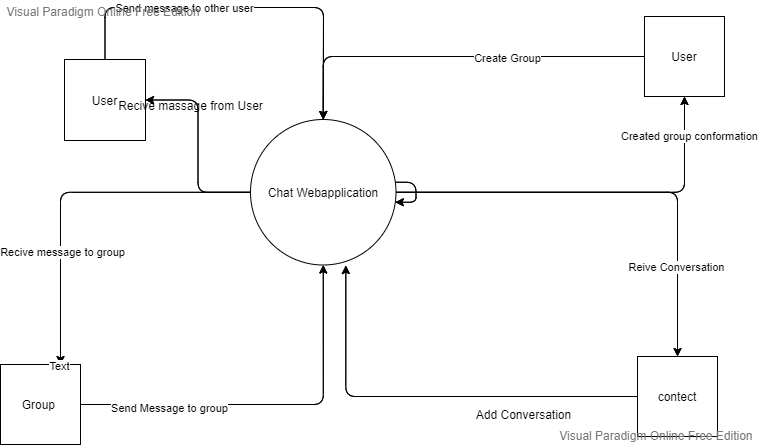 Visual Paradigm Online Free Edition
Send message to other user
Create Group
User
User
Recive massage from User
Created group conformation
Chat Webapplication
Recive message to group
Reive Conversation
Text
Group
Send Message to group
contect
Add Conversation
Visual Paradigm Online Free Edition